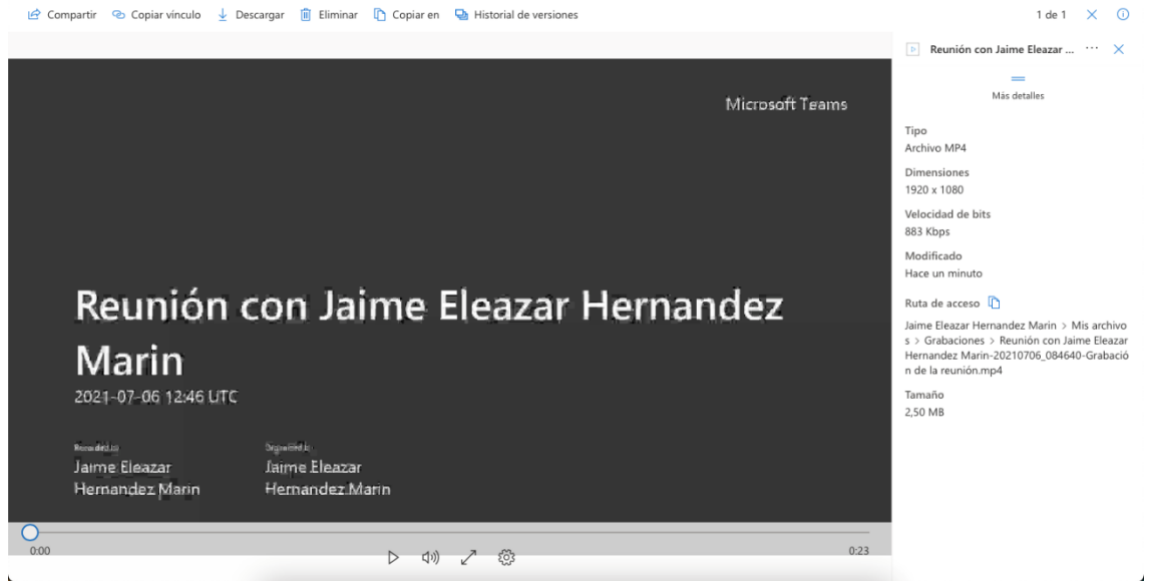 Compartir Copiar vínculo Descargar Eliminar Copiar en Historial de versiones 1 de 1
Microsoft Teams
Reunión con Jaime Eleazar Hernandez
Marin
2021-07-06 12:46 UTC
Jaime Eleazar
Hernandez Marin
Jaime Eleazar
Hernandez Marin
0:00
0:23
Reunión con Jaime Eleazar ...
Más detalles
Tipo
Archivo MP4
Dimensiones
1920 x 1080
Velocidad de bits
883 Kbps
Modificado
Hace un minuto
Ruta de acceso
Jaime Eleazar Hernandez Marin > Mis archivo
s > Grabaciones > Reunión con Jaime Eleazar
Hernandez Marin-20210706_084640-Grabació
n de la reunión.mp4
Tamaño
2,50 MB